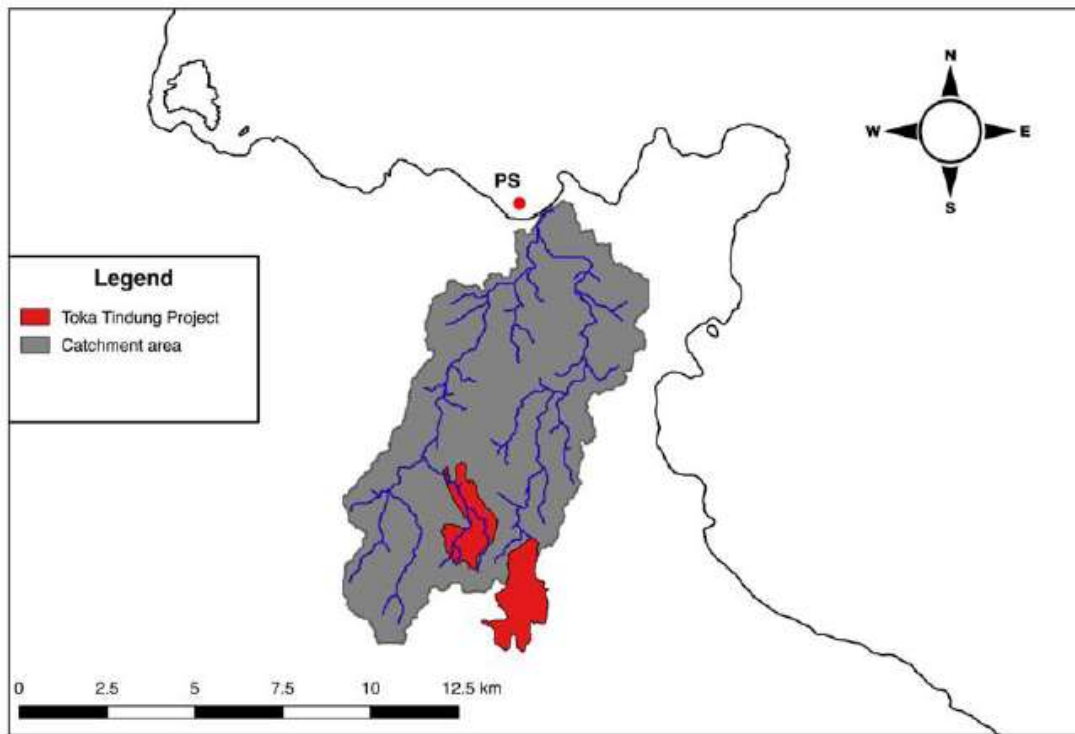 N
W E
S
PS
Legend
Toka Tindung Project
Catchment area
0 2.5 5 7.5 10 12.5 km